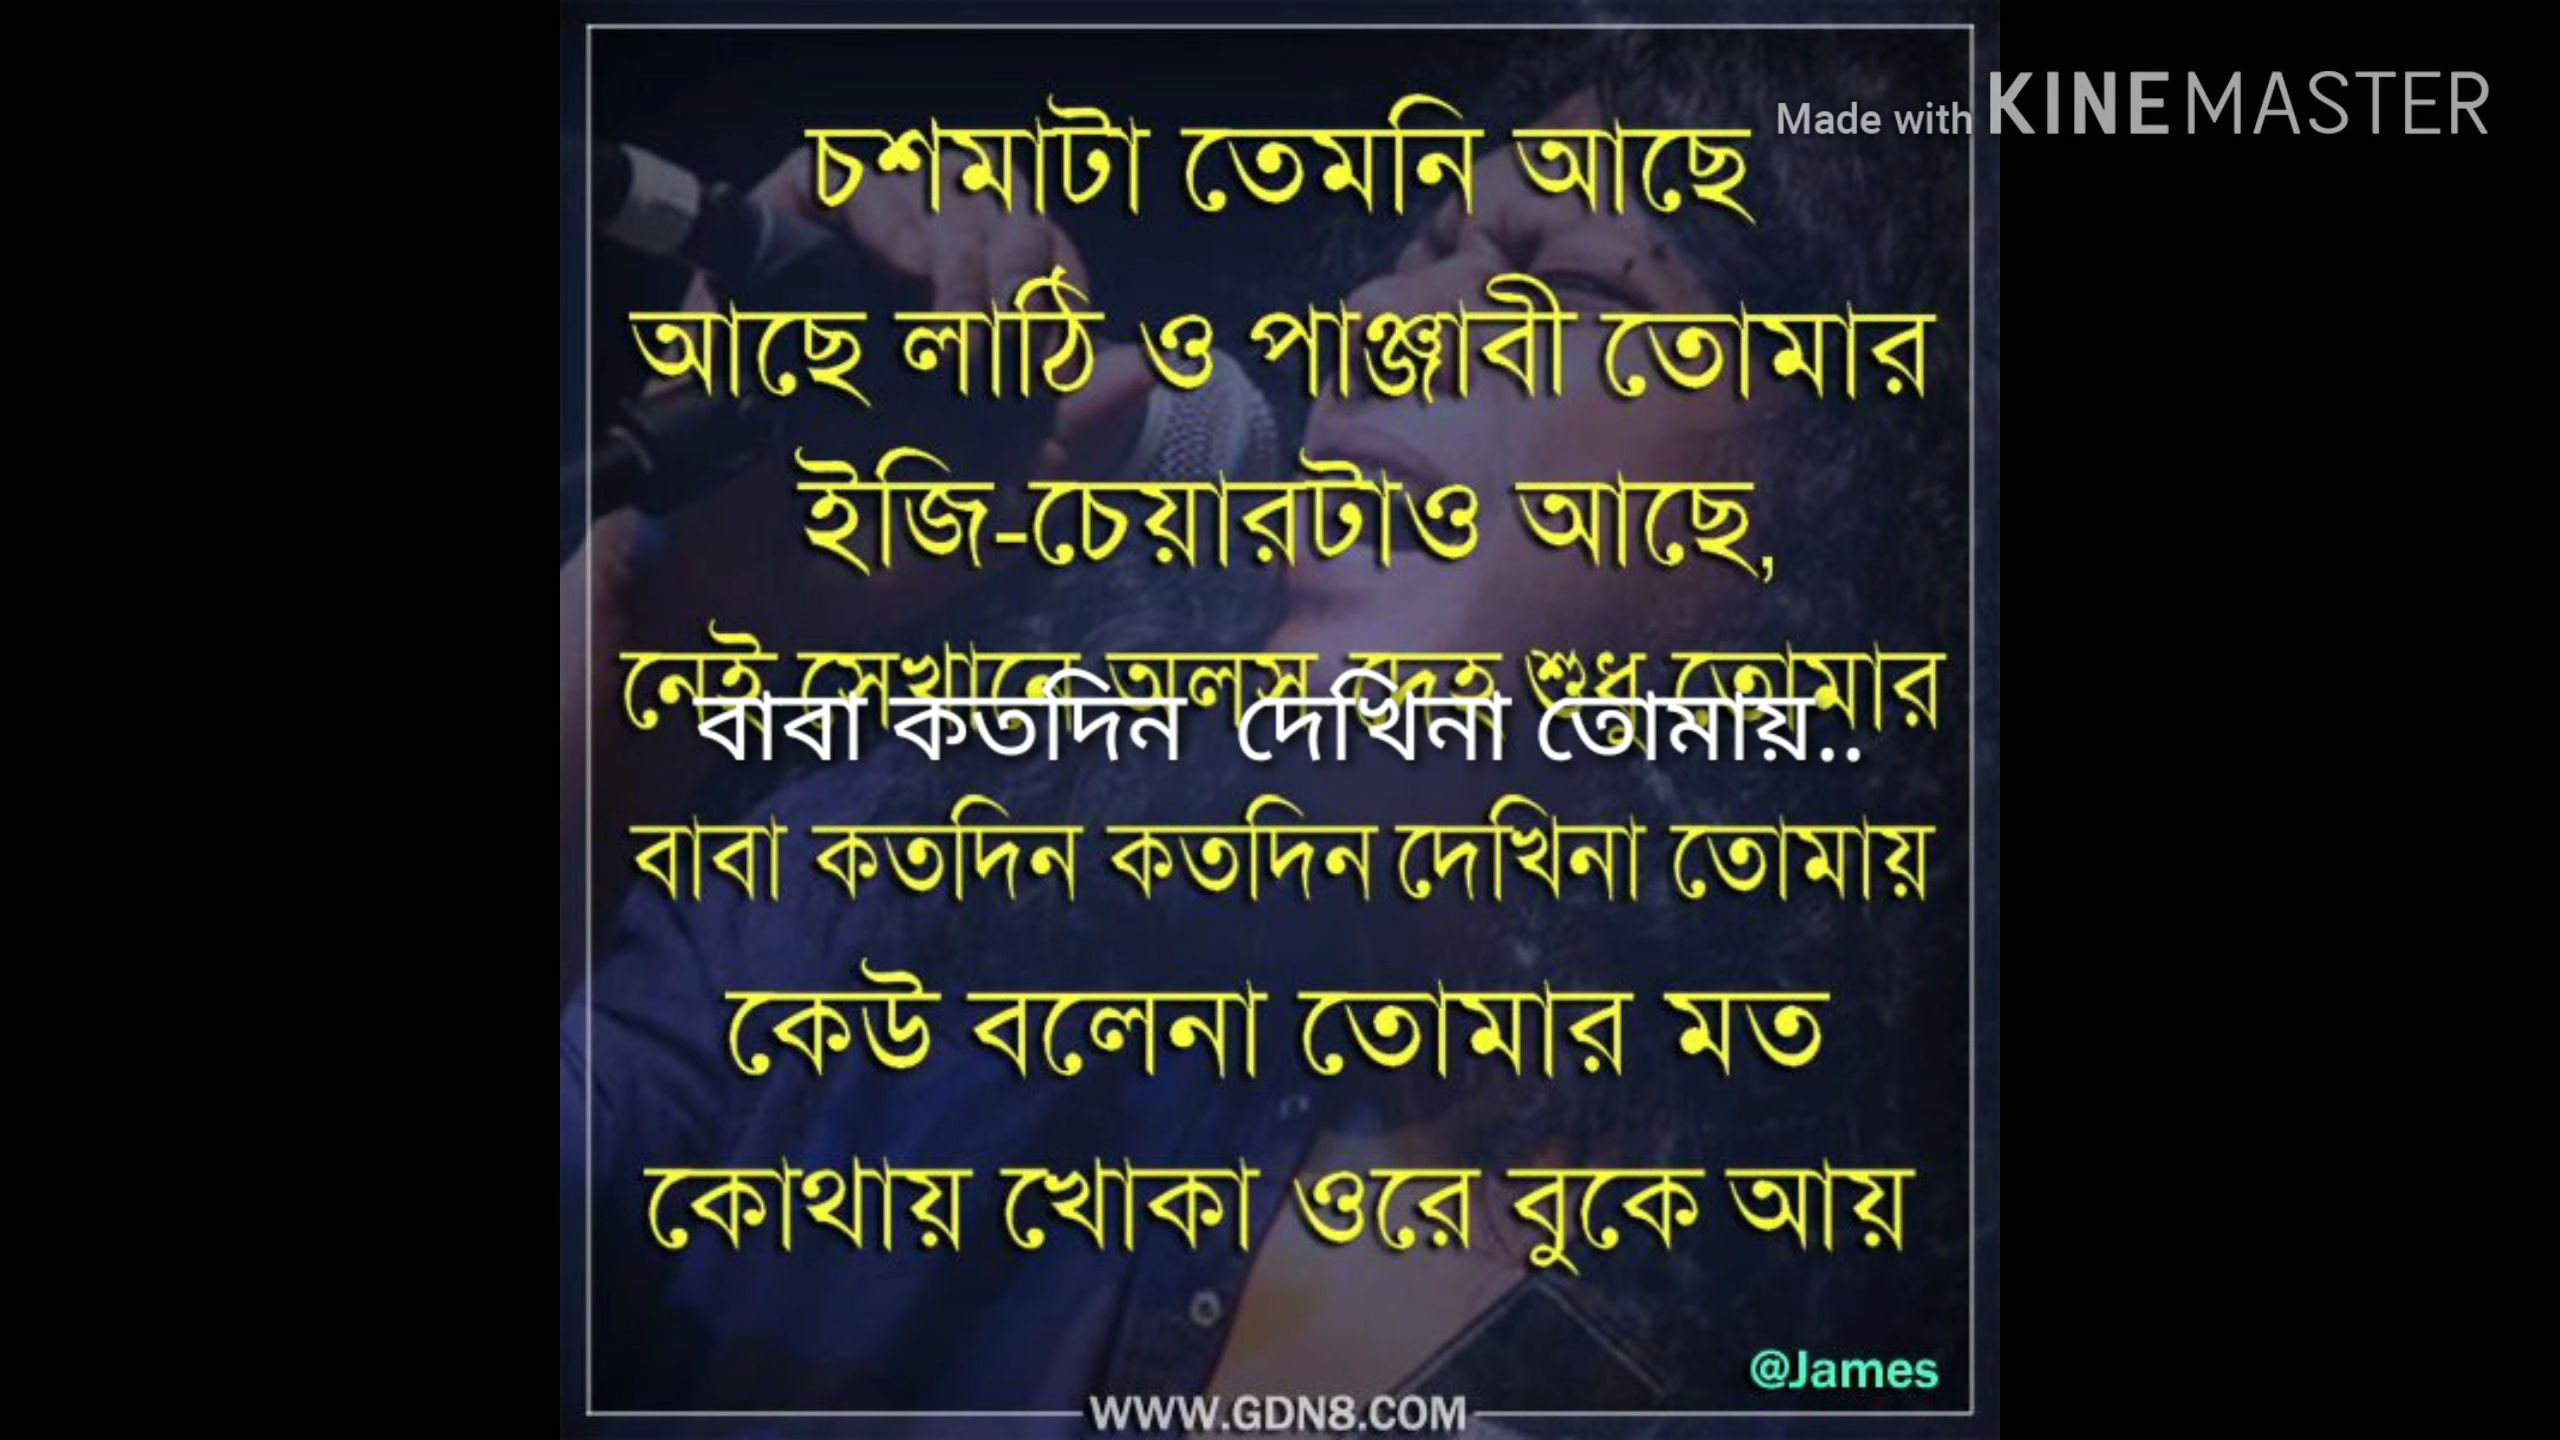 Made with KINEMASTER
চশমাটা তেমনি আছে
আছে লাঠি ও পাঞ্জাবী তোমার
ইজি-চেয়ারটাও আছে,
নেই সেখানে অলস দেহ শুধু তোমার
বাবা কতদিন দেখিনা তোমায়..
বাবা কতদিন কতদিন দেখিনা তোমায়
কেউ বলেনা তোমার মত
কোথায় খোকা ওরে বুকে আয়
@James
WWW.GDN8.COM